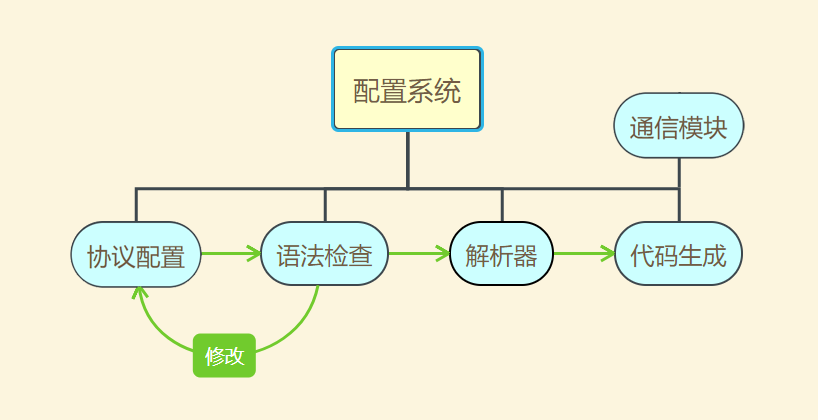 配置系统
通信模块
协议配置
语法检查
解析器
代码生成
修改